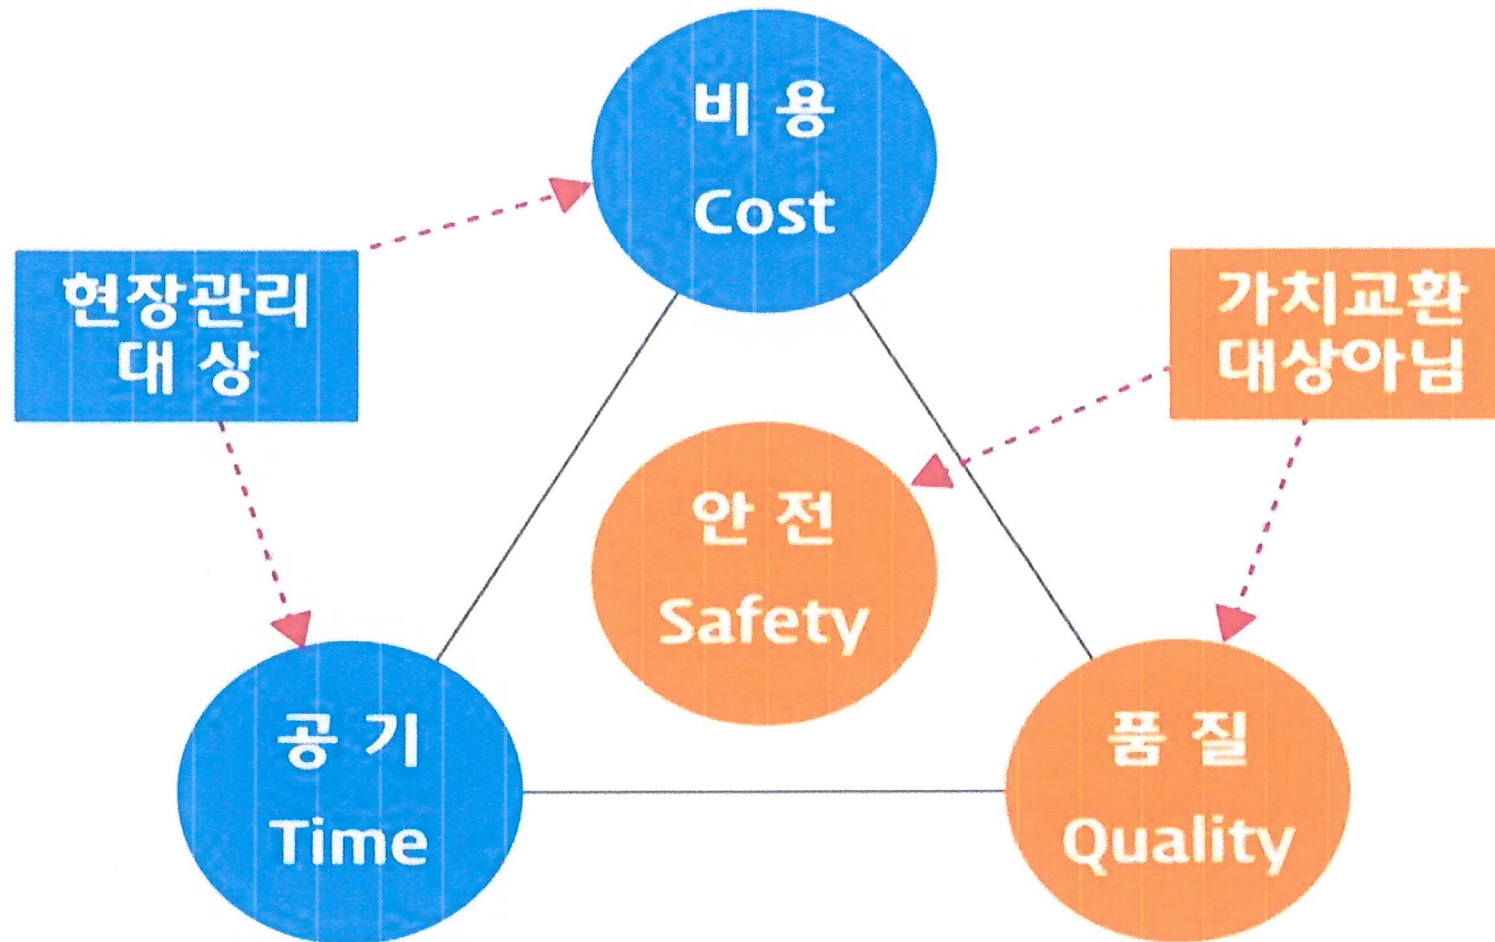 비 용
Cost
현장관리
대 상
가치교환
대상아님
안 전
Safety
공 기
Time
품 질
Quality